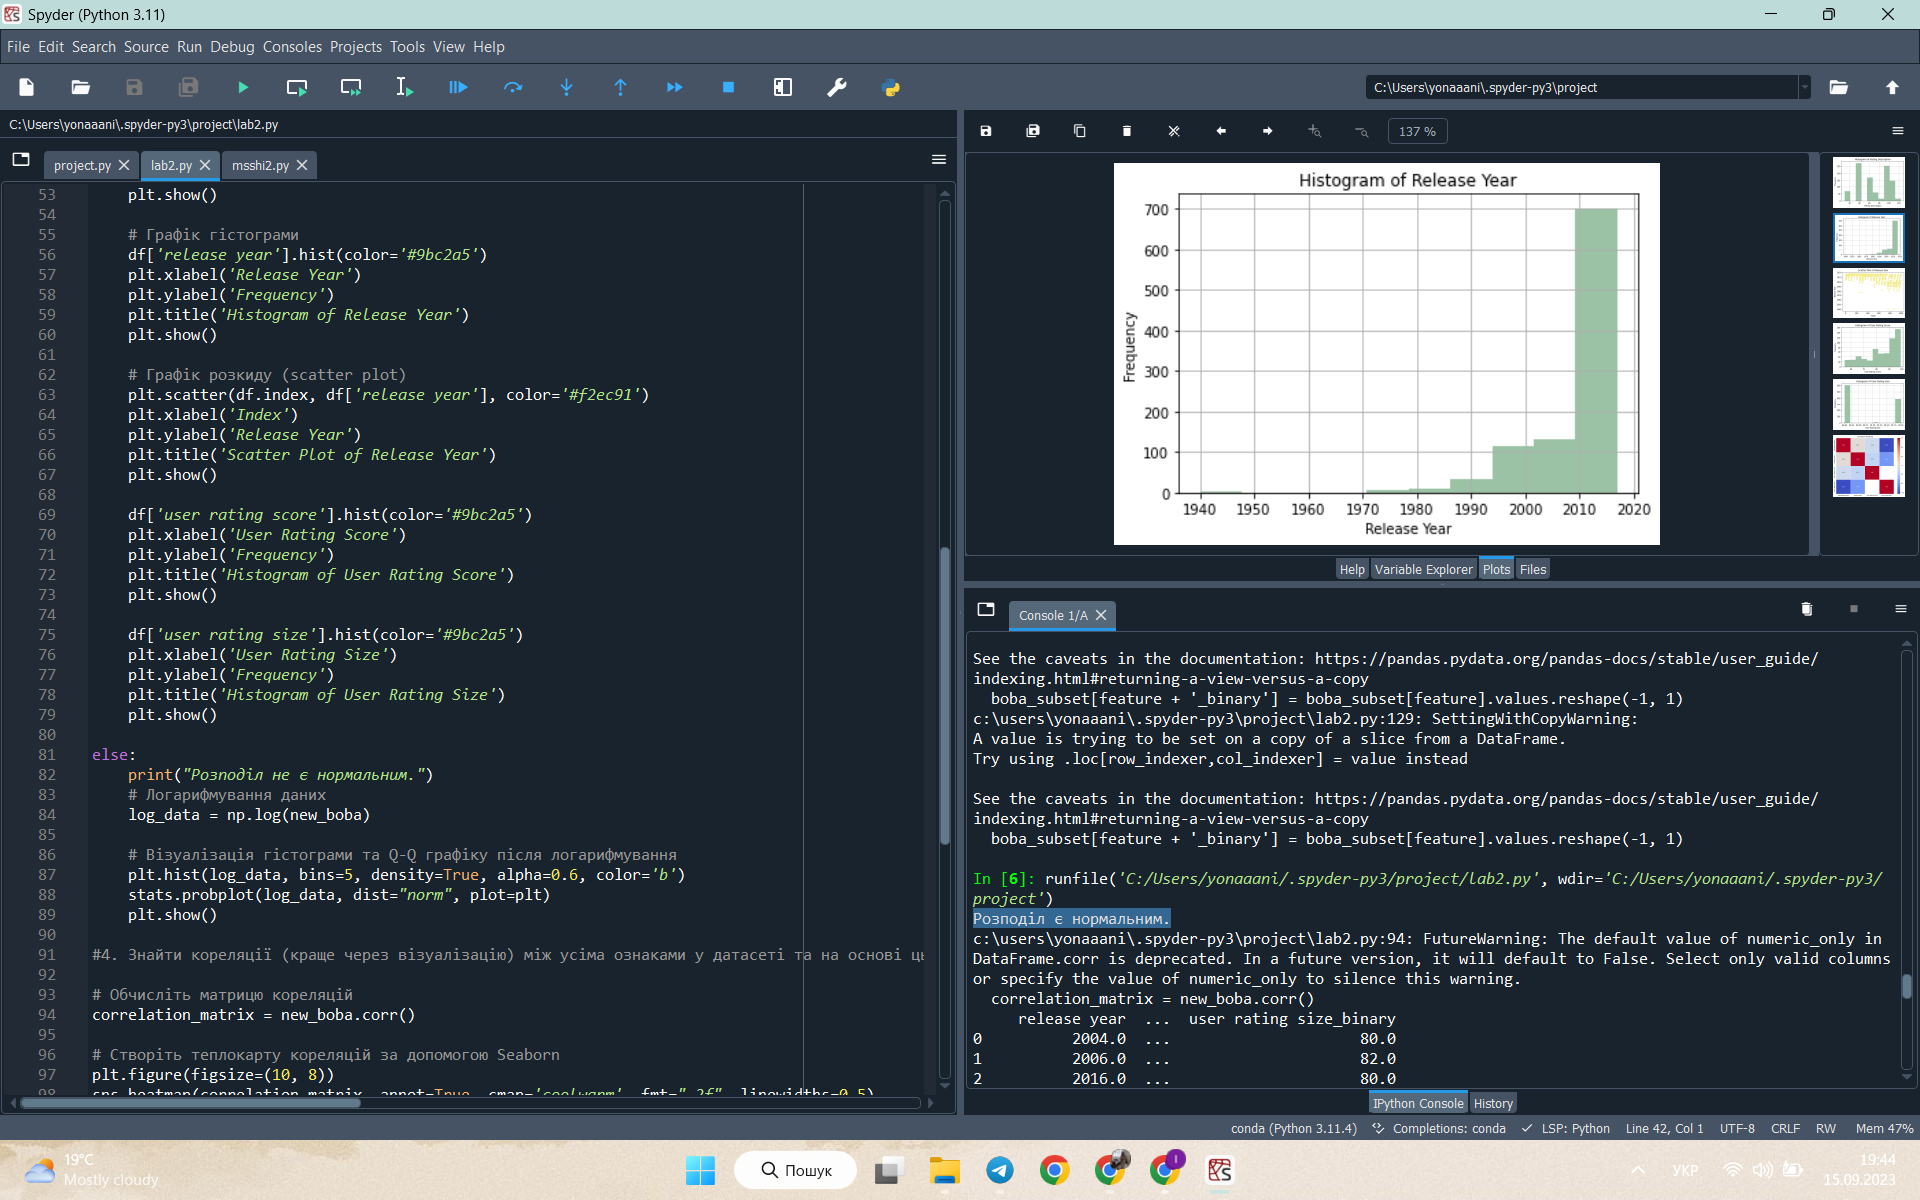 Spyder (Python 3.11)
File Edit Search Source Run Debug Consoles Projects Tools View Help
C:\Users\yonaaani\.spyder-py3\project
C:\Users\yonaaani\.spyder-py3\project\lab2.py
project.py
lab2.py
msshi2.py
53 plt.show()
54
55 # Графік гістограми
56 df['release year'].hist(color='#9bc2a5')
57 plt.xlabel('Release Year')
58 plt.ylabel('Frequency')
59 plt.title('Histogram of Release Year')
60 plt.show()
61
62 # Графік розкиду (scatter plot)
63 plt.scatter(df.index, df['release year'], color='#f2ec91')
64 plt.xlabel('Index')
65 plt.ylabel('Release Year')
66 plt.title('Scatter Plot of Release Year')
67 plt.show()
68
69 df['user rating score'].hist(color='#9bc2a5')
70 plt.xlabel('User Rating Score')
71 plt.ylabel('Frequency')
72 plt.title('Histogram of User Rating Score')
73 plt.show()
74
75 df['user rating size'].hist(color='#9bc2a5')
76 plt.xlabel('User Rating Size')
77 plt.ylabel('Frequency')
78 plt.title('Histogram of User Rating Size')
79 plt.show()
80
81 else:
82 print("Розподіл не є нормальним.")
83 # Логарифмування даних
84 log_data = np.log(new_boba)
85
86 # Візуалізація гістограми та Q-Q графіку після логарифмування
87 plt.hist(log_data, bins=5, density=True, alpha=0.6, color='b')
88 stats.probplot(log_data, dist="norm", plot=plt)
89 plt.show()
90
91 #4. Знайти кореляції (краще через візуалізацію) між усіма ознаками у датасеті та на основі ць
92
93 # Обчисліть матрицю кореляцій
94 correlation_matrix = new_boba.corr()
95
96 # Створіть теплокарту кореляцій за допомогою Seaborn
97 plt.figure(figsize=(10, 8))
98 sns.heatmap(correlation_matrix, annot=True, cmap='coolwarm', fmt=".2f", linewidths=0.5)
137 %
Histogram of Release Year
Frequency
700
600
500
400
300
200
100
0
1940 1950 1960 1970 1980 1990 2000 2010 2020
Release Year
Help Variable Explorer Plots Files
Console 1/A
See the caveats in the documentation: https://pandas.pydata.org/pandas-docs/stable/user_guide/
indexing.html#returning-a-view-versus-a-copy
boba_subset[feature + '_binary'] = boba_subset[feature].values.reshape(-1, 1)
c:\users\yonaaani\.spyder-py3\project\lab2.py:129: SettingWithCopyWarning:
A value is trying to be set on a copy of a slice from a DataFrame.
Try using .loc[row_indexer,col_indexer] = value instead
See the caveats in the documentation: https://pandas.pydata.org/pandas-docs/stable/user_guide/
indexing.html#returning-a-view-versus-a-copy
boba_subset[feature + '_binary'] = boba_subset[feature].values.reshape(-1, 1)
In [6]: runfile('C:/Users/yonaaani/.spyder-py3/project/lab2.py', wdir='C:/Users/yonaaani/.spyder-py3/
project')
Розподіл є нормальним.
c:\users\yonaaani\.spyder-py3\project\lab2.py:94: FutureWarning: The default value of numeric_only in
DataFrame.corr is deprecated. In a future version, it will default to False. Select only valid columns
or specify the value of numeric_only to silence this warning.
correlation_matrix = new_boba.corr()
release year ... user rating size_binary
0 2004.0 ... 80.0
1 2006.0 ... 82.0
2 2016.0 ... 80.0
IPython Console History
conda (Python 3.11.4) Completions: conda LSP: Python Line 42, Col 1 UTF-8 CRLF RW Mem 47%
19°C
Mostly cloudy
Пошук
УКР
19:44
15.09.2023